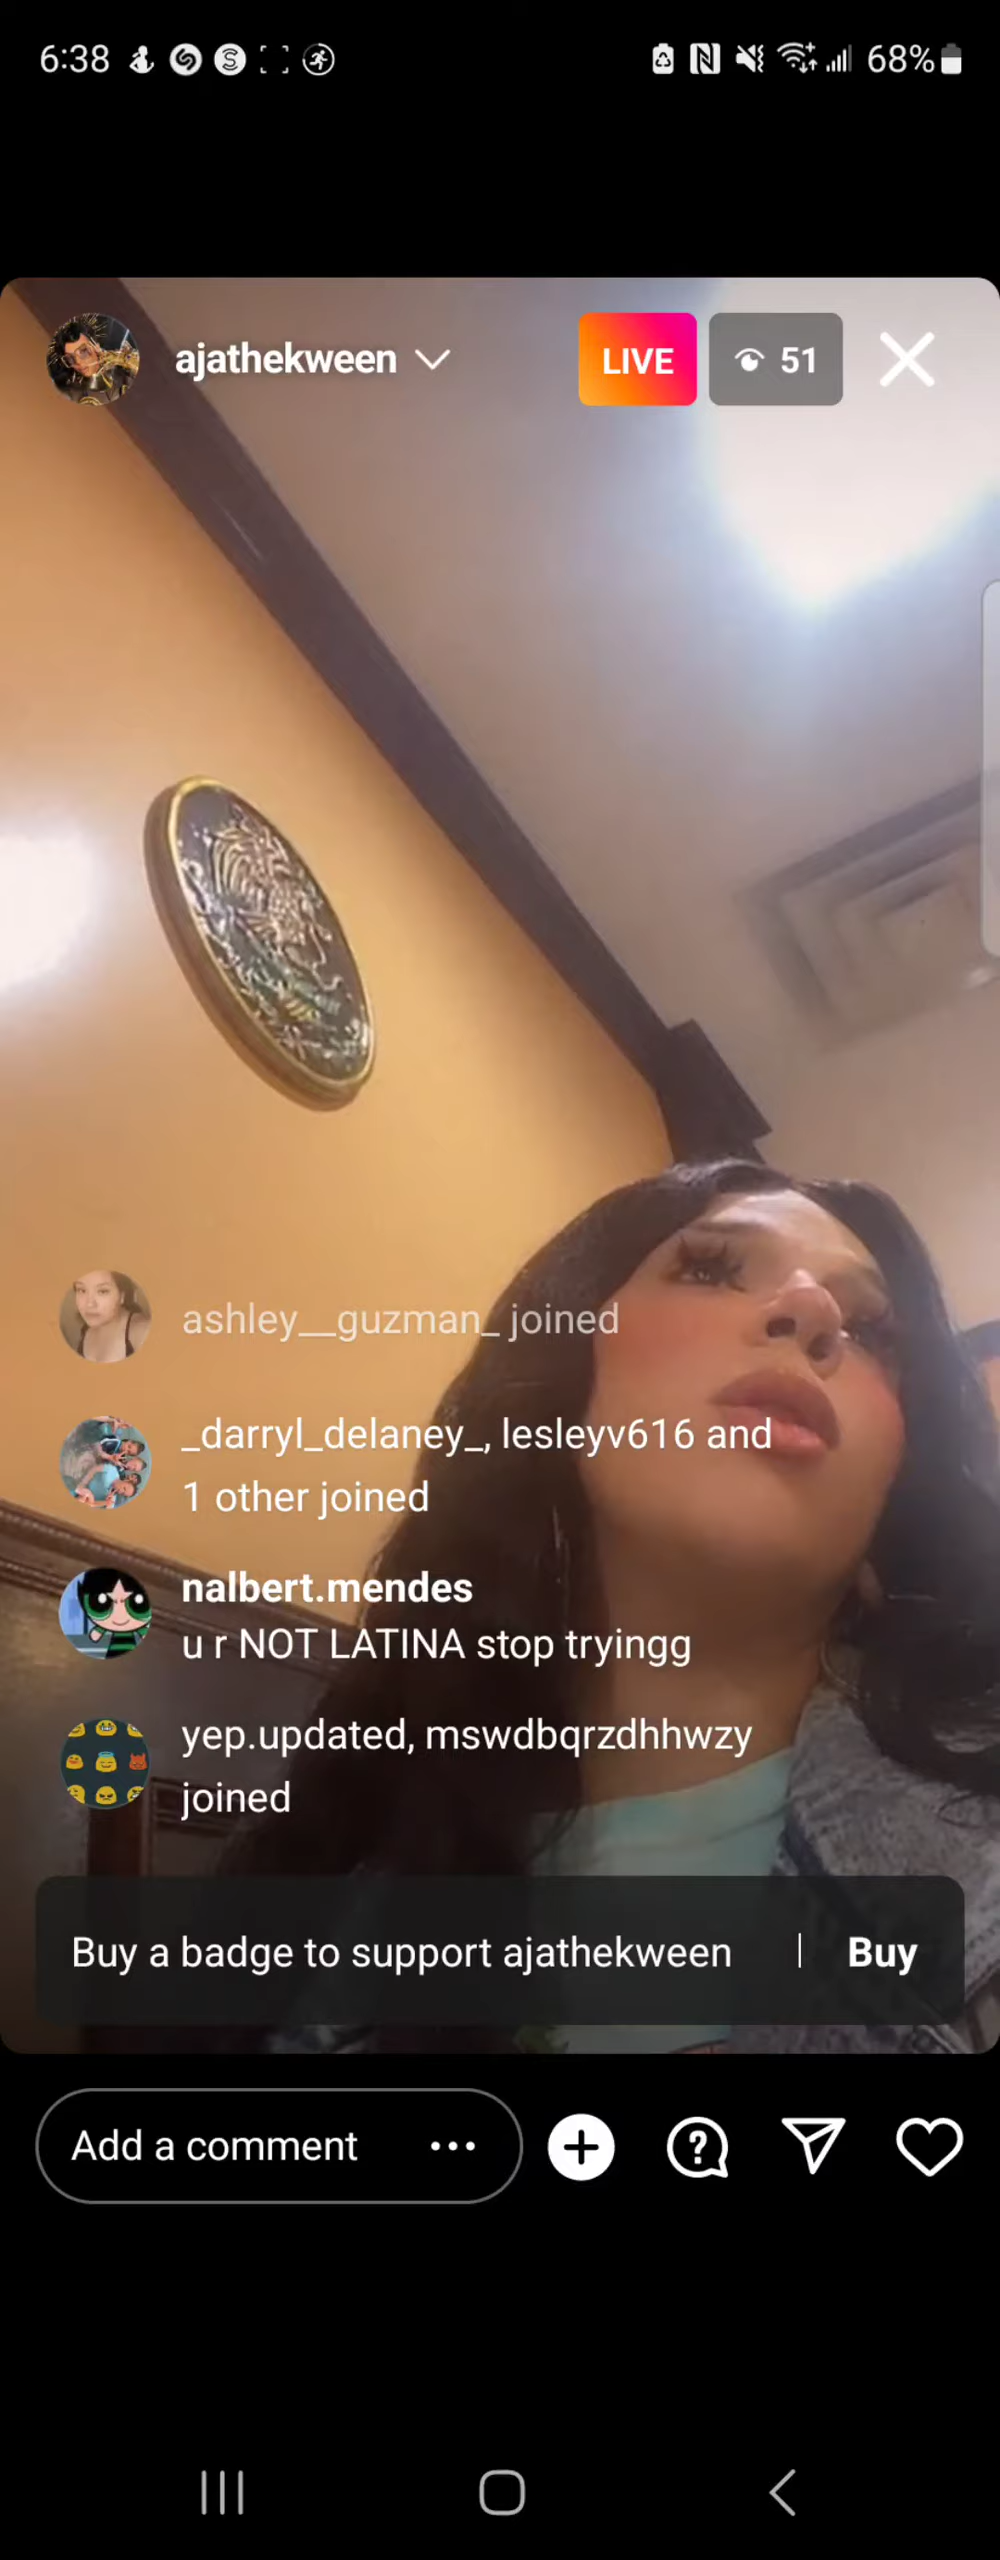 6:38
68%
ajathekween
LIVE
51
ashley__guzman_ joined
_darryl_delaney_, lesleyv616 and
1 other joined
nalbert.mendes
u r NOT LATINA stop tryingg
yep.updated, mswdbqrzdhhwzy
joined
Buy a badge to support ajathekween | Buy
Add a comment